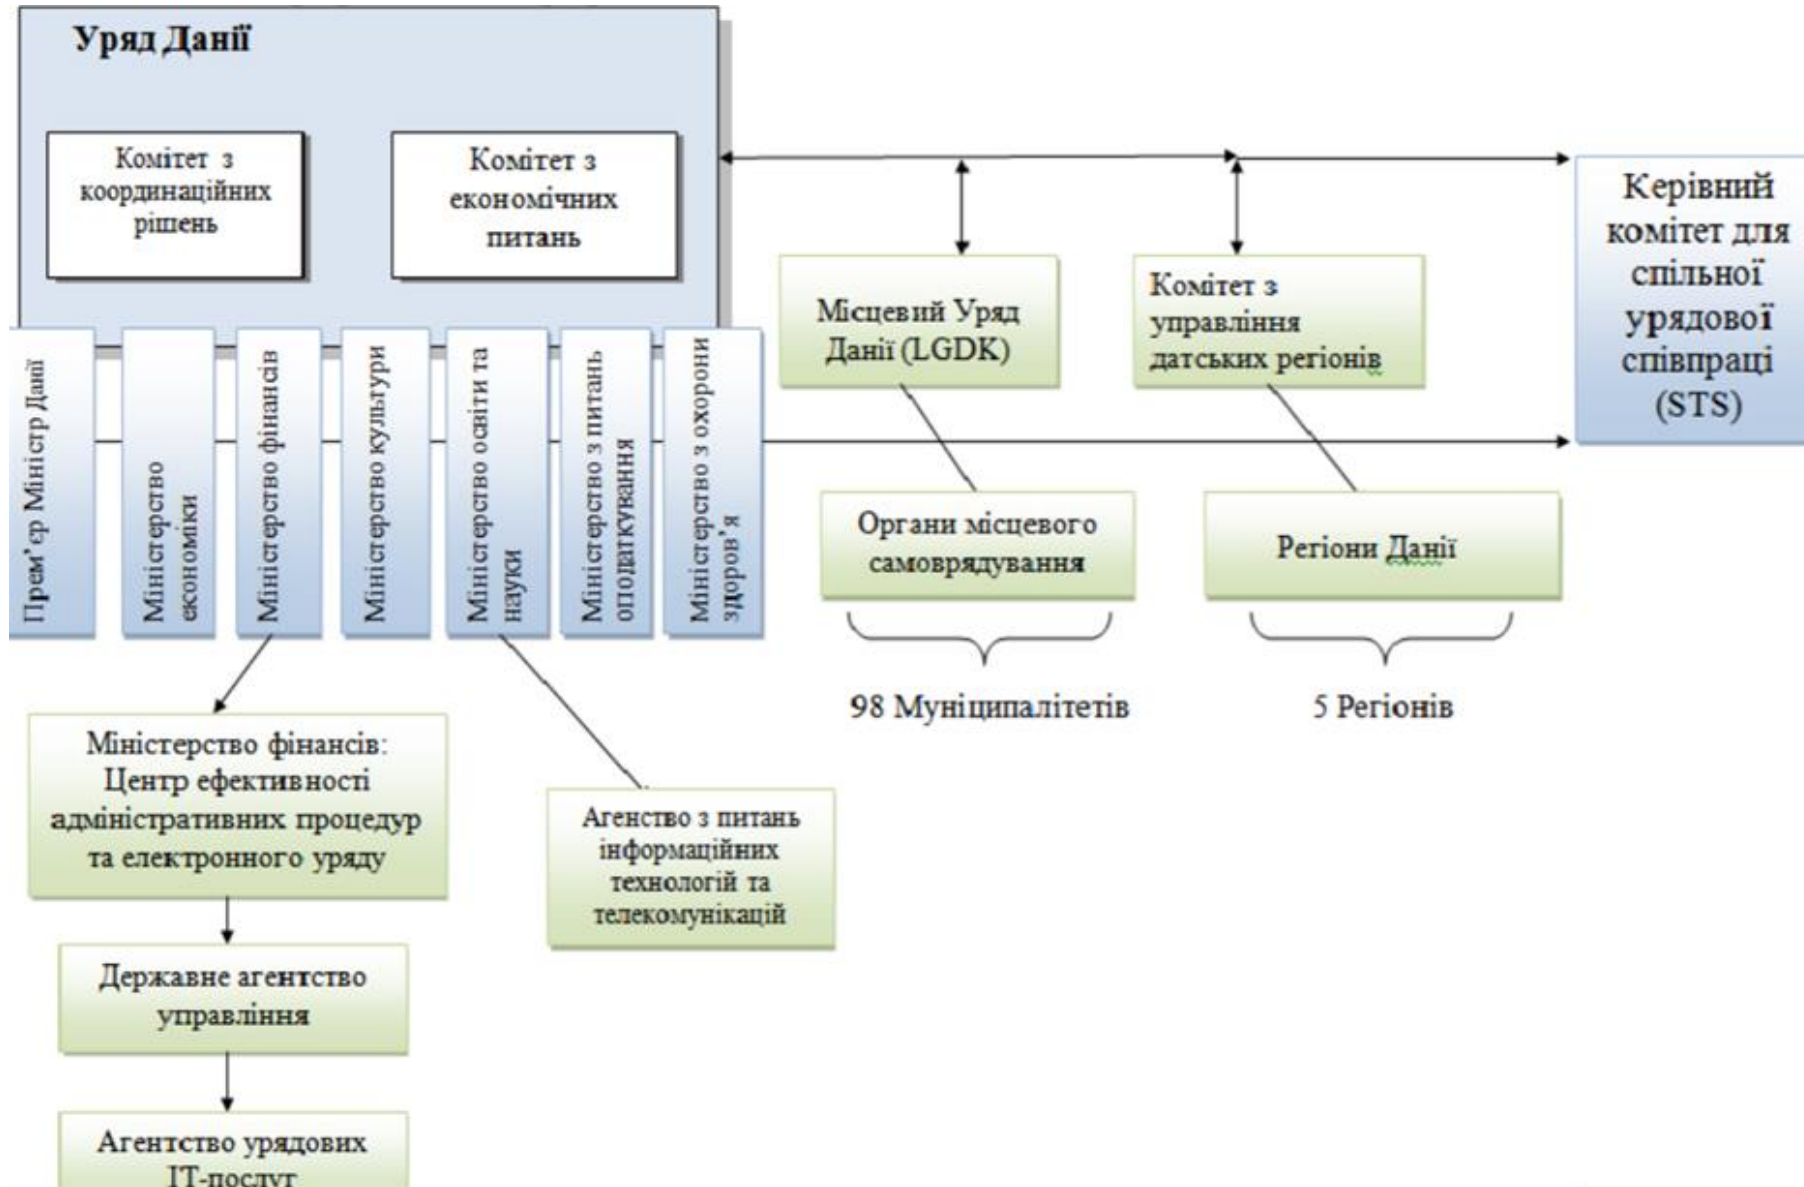 Уряд Данії
Комітет з
координаційних
рішень
Комітет з
економічних
питань
Керівний
комітет для
спільної
урядової
співпраці
(STS)
Місцевий Уряд
Данії (LGDK)
Комітет з
управління
датських регіонів
Прем’єр Міністр Данії
Міністерство
економіки
Міністерство фінансів
Міністерство культури
Міністерство освіти та
науки
Міністерство з питань
оподаткування
Міністерство з охорони
здоров’я
Органи місцевого
самоврядування
Регіони Данії
98 Муніципалітетів
5 Регіонів
Міністерство фінансів:
Центр ефективності
адміністративних процедур
та електронного уряду
Агенство з питань
інформаційних
технологій та
телекомунікацій
Державне агентство
управління
Агентство урядових
ІТ-послуг